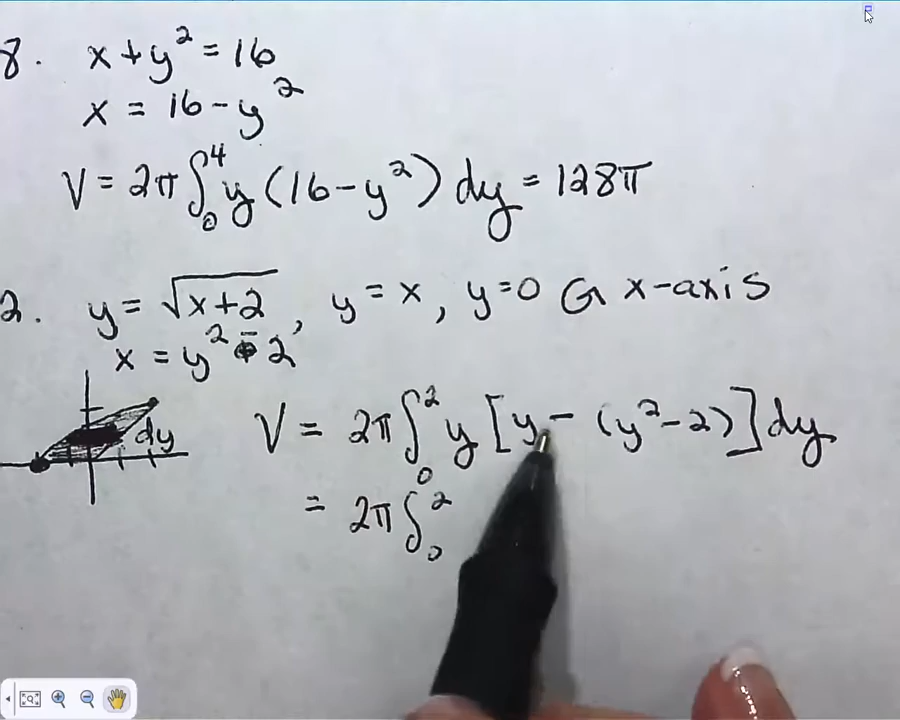 8. x + y² = 16
x = 16 - y²
V = 2π∫₀⁴ y (16 - y²) dy = 128π
2. y = √(x+2), y = x, y = 0 G x-axis
x = y² - 2
dy
V = 2π∫₀² y [y - (y² - 2)] dy
= 2π∫₀²